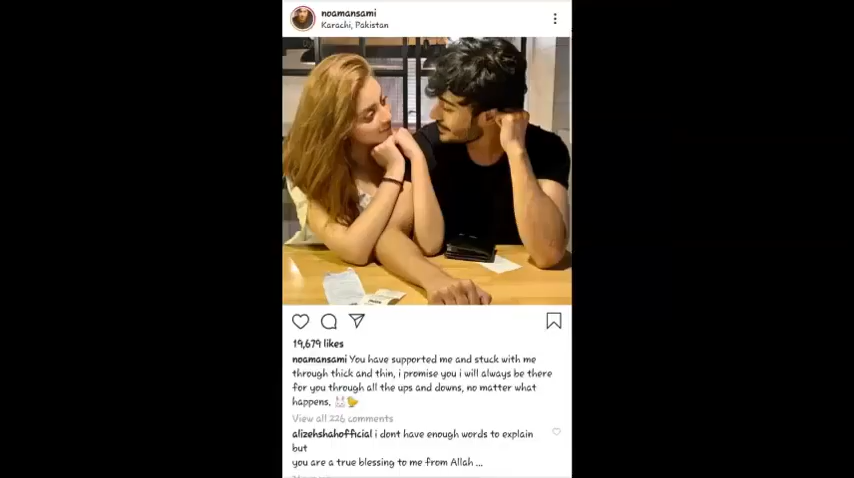 noamansami
Karachi, Pakistan
19,679 likes
noamansami You have supported me and stuck with me
through thick and thin, i promise you i will always be there
for you through all the ups and downs, no matter what
happens. 🐰🐤
View all 226 comments
alizehshahofficial i dont have enough words to explain
but
you are a true blessing to me from Allah ...